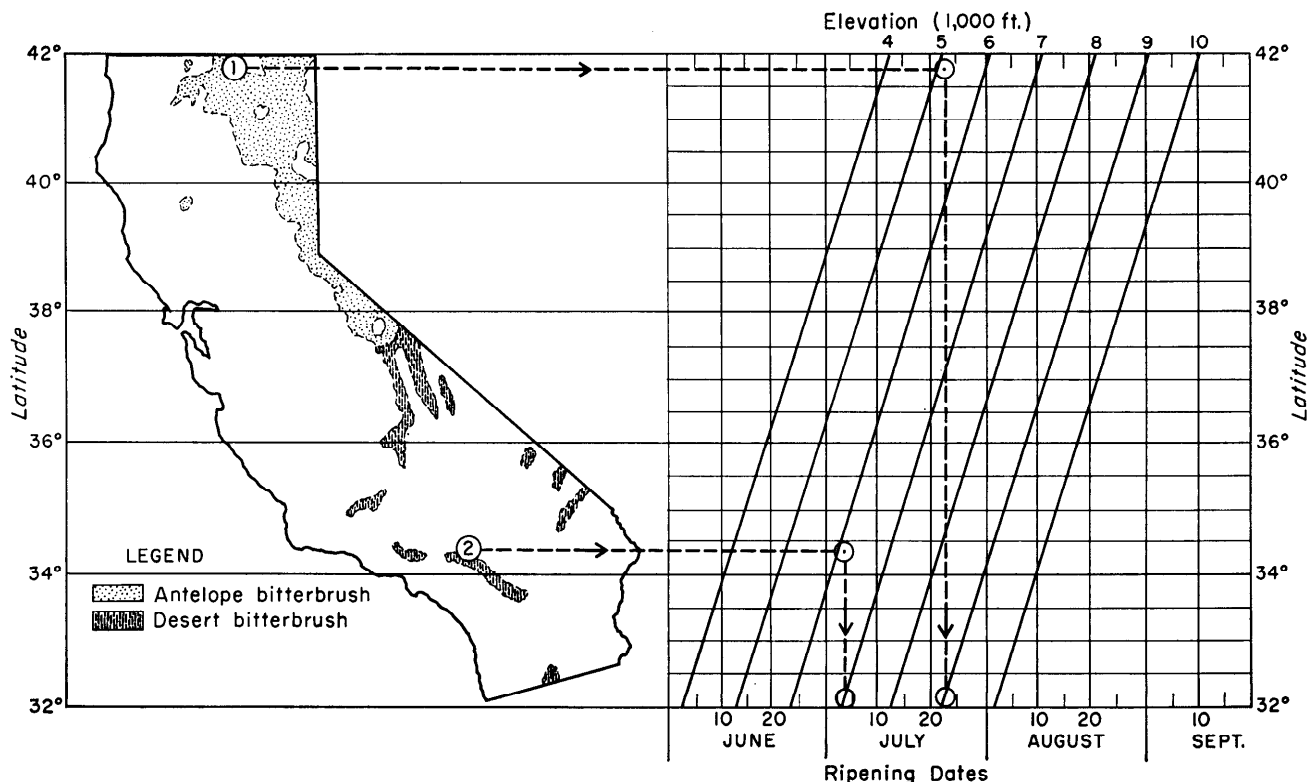 Elevation (1,000 ft.)
4 5 6 7 8 9 10
42° 42°
1
40° 40°
38° 38°
Latitude Latitude
36° 36°
2
LEGEND
34° 34°
Antelope bitterbrush
Desert bitterbrush
32° 32°
10 20 10 20 10 20 10
JUNE JULY AUGUST SEPT.
Ripening Dates